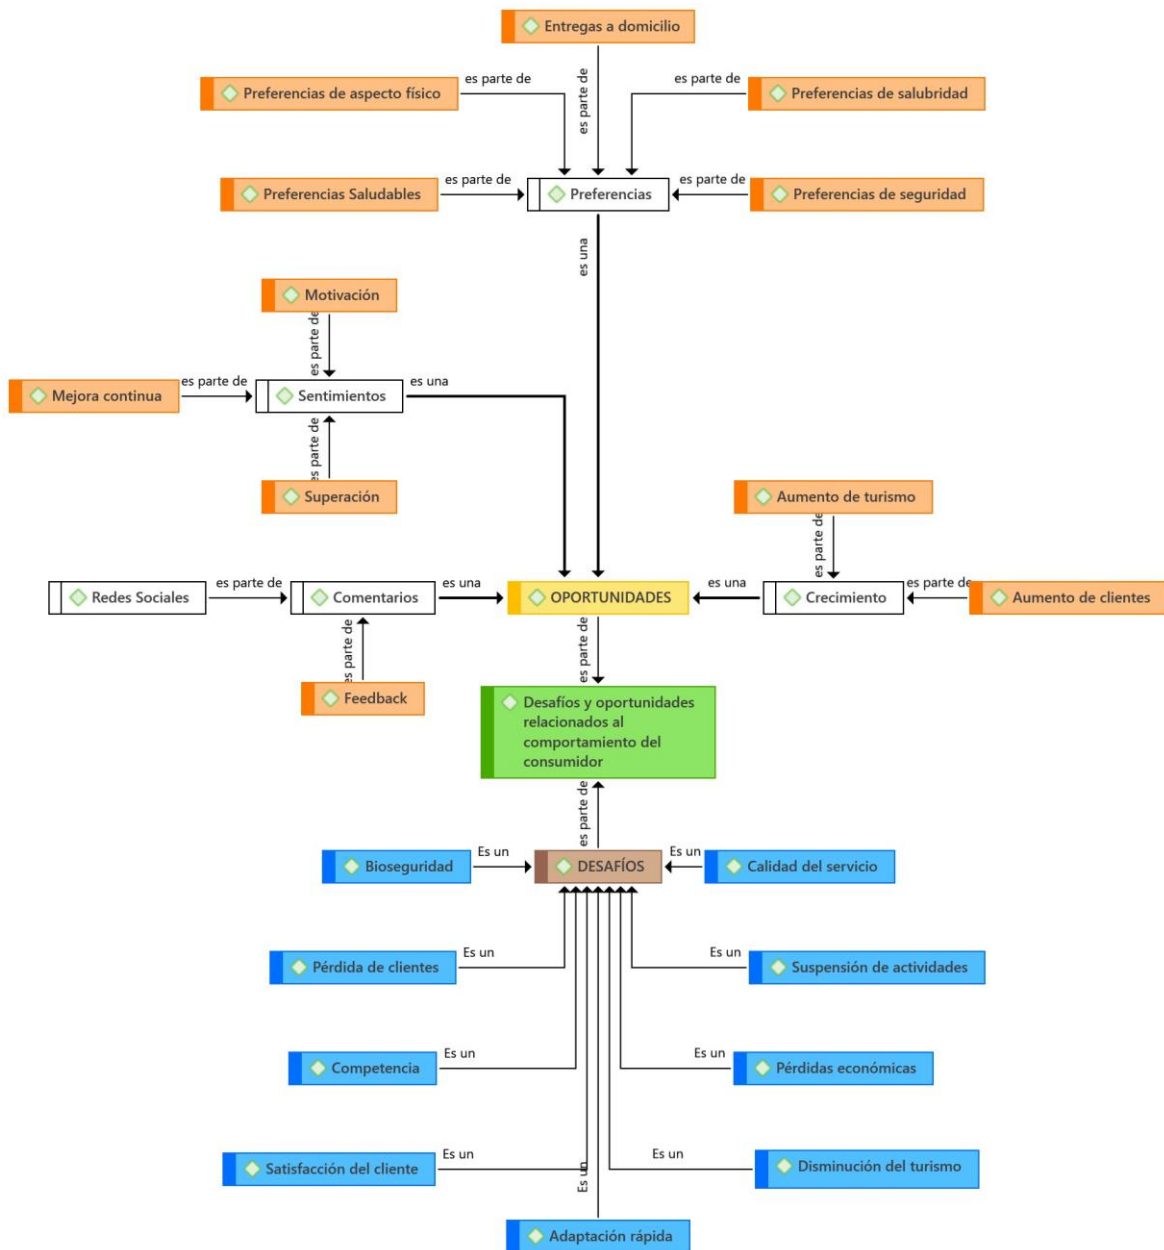 Entregas a domicilio
es parte de
Preferencias de aspecto físico
es parte de
es parte de
Preferencias de salubridad
Preferencias Saludables
es parte de
Preferencias
es parte de
Preferencias de seguridad
es una
Motivación
es parte de
Mejora continua
es parte de
Sentimientos
es una
es parte de
Superación
Aumento de turismo
es parte de
Redes Sociales
es parte de
Comentarios
es una
OPORTUNIDADES
es una
Crecimiento
es parte de
Aumento de clientes
es parte de
Feedback
es parte de
Desafíos y oportunidades
relacionados al
comportamiento del
consumidor
es parte de
Bioseguridad
Es un
DESAFÍOS
Es un
Calidad del servicio
Pérdida de clientes
Es un
Es un
Suspensión de actividades
Competencia
Es un
Es un
Pérdidas económicas
Satisfacción del cliente
Es un
Es un
Es un
Disminución del turismo
Adaptación rápida